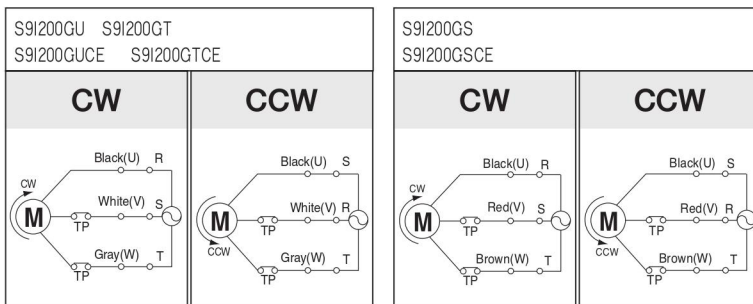 S9I200GU S9I200GT
S9I200GUCE S9I200GTCE
CW CCW
CW
M
Black(U) R
White(V) S
TP
Gray(W) T
TP
Black(U) S
M
White(V) R
TP
CCW
Gray(W) T
TP
S9I200GS
S9I200GSCE
CW CCW
CW
M
Black(U) R
Red(V) S
TP
Brown(W) T
TP
Black(U) S
M
Red(V) R
TP
CCW
Brown(W) T
TP